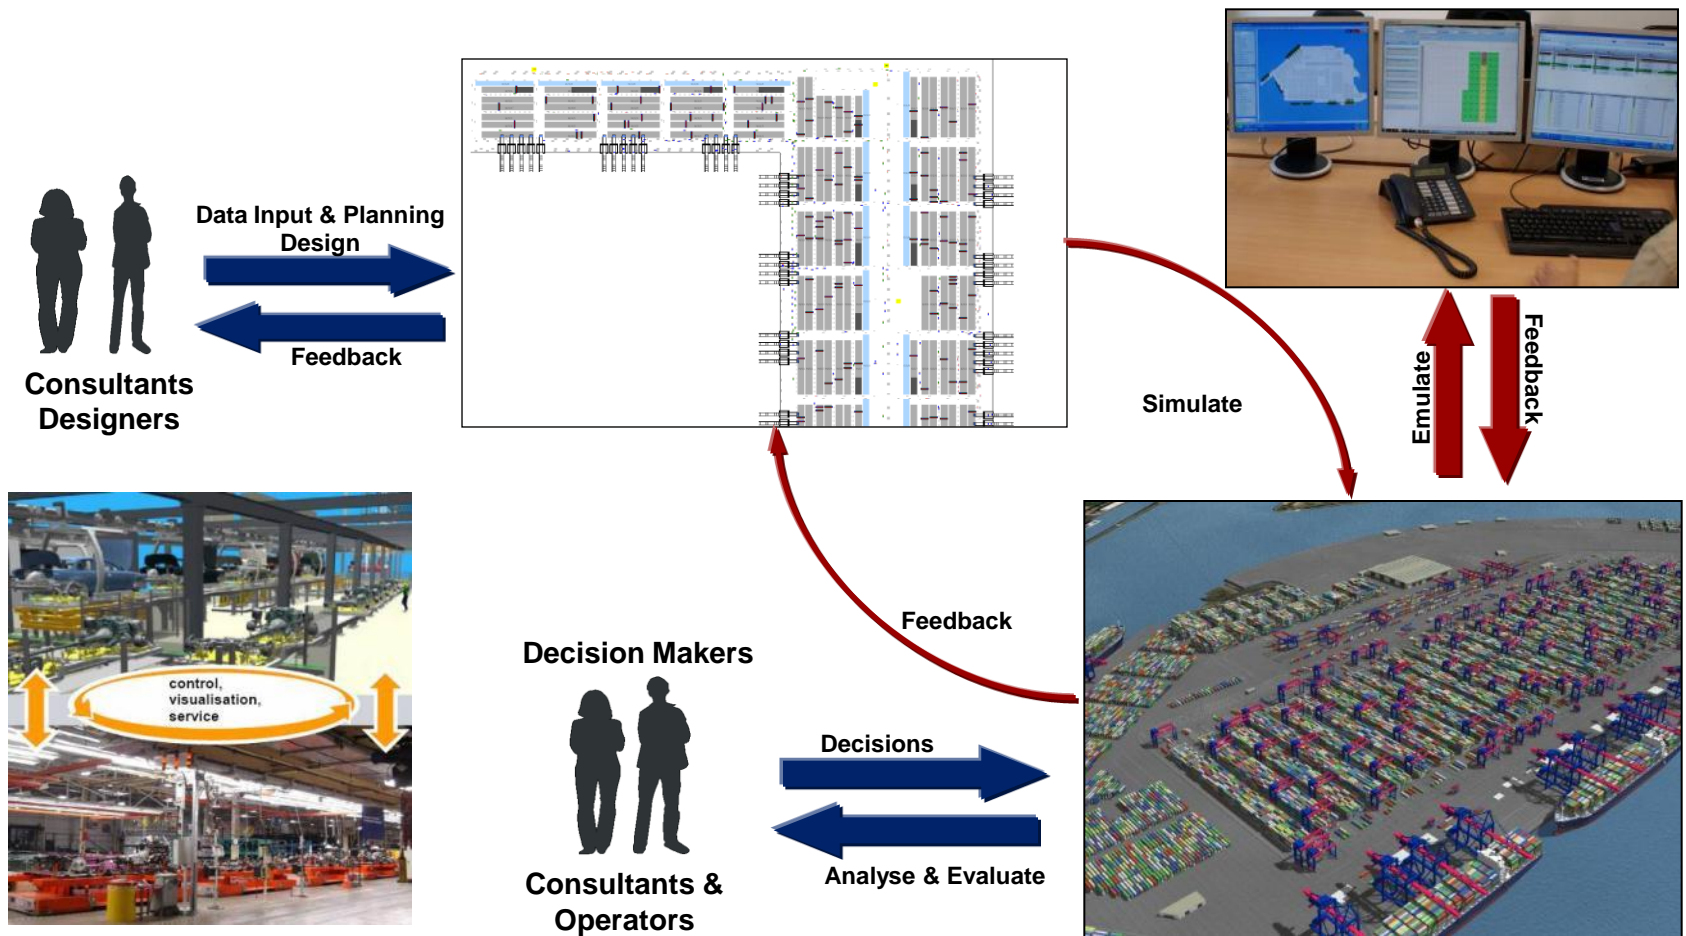 Data Input & Planning
Design
Feedback
Consultants
Designers
Simulate
Emulate
Feedback
Feedback
control,
visualisation,
service
Decision Makers
Decisions
Analyse & Evaluate
Consultants &
Operators